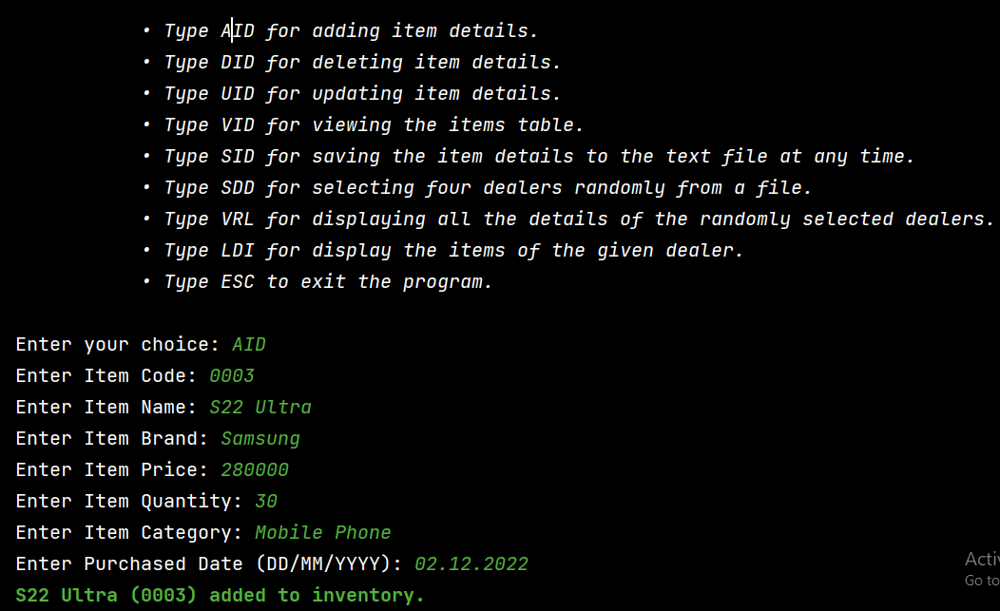 • Type AID for adding item details.
• Type DID for deleting item details.
• Type UID for updating item details.
• Type VID for viewing the items table.
• Type SID for saving the item details to the text file at any time.
• Type SDD for selecting four dealers randomly from a file.
• Type VRL for displaying all the details of the randomly selected dealers.
• Type LDI for display the items of the given dealer.
• Type ESC to exit the program.
Enter your choice: AID
Enter Item Code: 0003
Enter Item Name: S22 Ultra
Enter Item Brand: Samsung
Enter Item Price: 280000
Enter Item Quantity: 30
Enter Item Category: Mobile Phone
Enter Purchased Date (DD/MM/YYYY): 02.12.2022
S22 Ultra (0003) added to inventory.
Go to